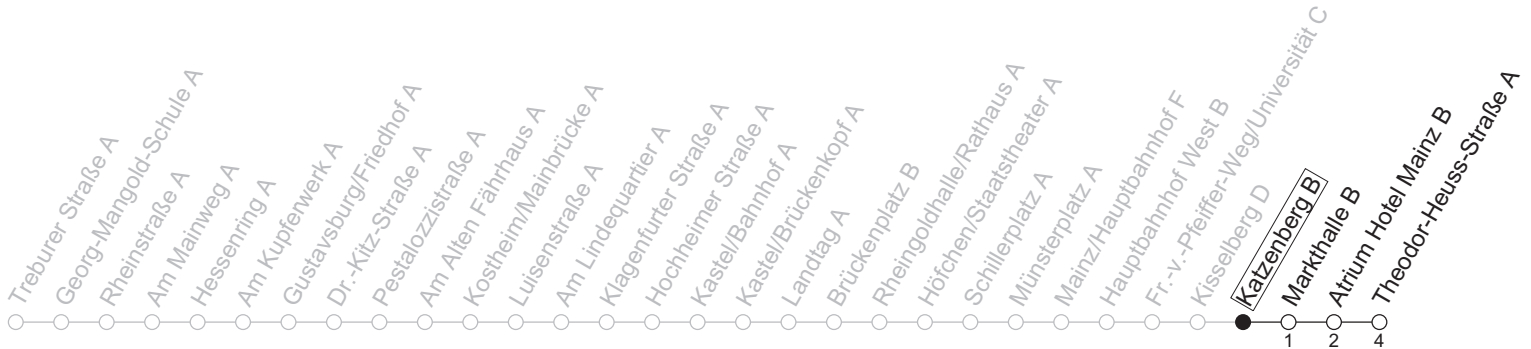 Treburer Straße A
Georg-Mangold-Schule A
Rheinstraße A
Am Mainweg A
Hessenring A
Am Kupferwerk A
Gustavsburg/Friedhof A
Dr.-Kitz-Straße A
Pestalozzistraße A
Am Alten Fährhaus A
Kostheim/Mainbrücke A
Luisenstraße A
Am Lindequartier A
Klagenfurter Straße A
Hochheimer Straße A
Kastel/Bahnhof A
Kastel/Brückenkopf A
Landtag A
Brückenplatz B
Rheingoldhalle/Rathaus A
Höfchen/Staatstheater A
Schillerplatz A
Münsterplatz A
Mainz/Hauptbahnhof F
Hauptbahnhof West B
Fr.-v.-Pfeiffer-Weg/Universität C
Kisselberg D
Katzenberg B
Markthalle B
Atrium Hotel Mainz B
Theodor-Heuss-Straße A
1 2 4